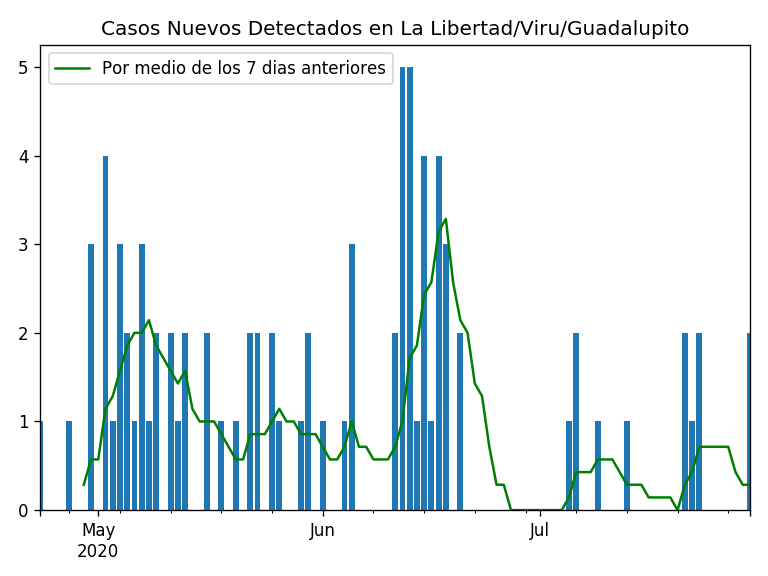 Casos Nuevos Detectados en La Libertad/Viru/Guadalupito
Por medio de los 7 dias anteriores
5
4
3
2
1
0
May
2020
Jun
Jul